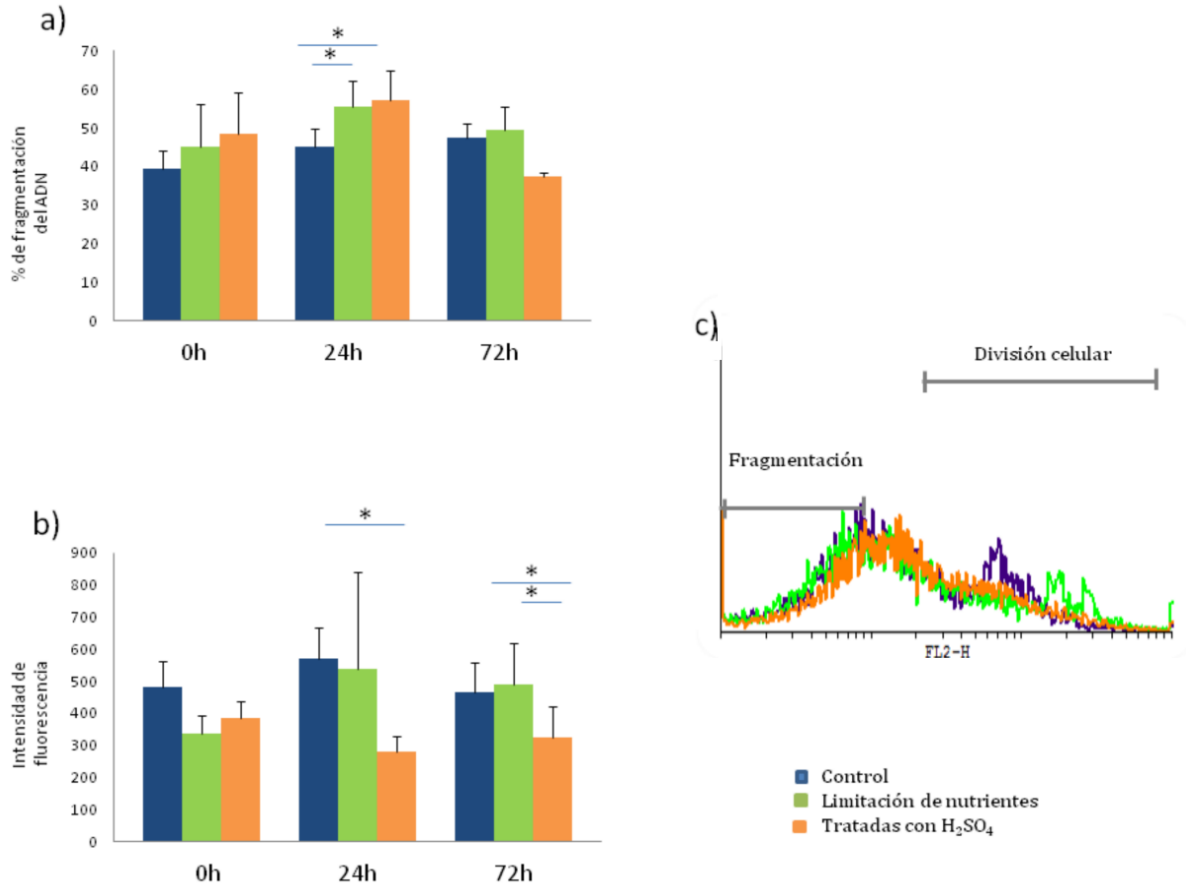 a)
% de fragmentación
del ADN
70
60
50
40
30
20
10
0
*
*
0h
24h
72h
b)
Intensidad de
fluorescencia
900
800
700
600
500
400
300
200
100
0
*
*
*
0h
24h
72h
c)
División celular
Fragmentación
FL2-H
Control
Limitación de nutrientes
Tratadas con H₂SO₄